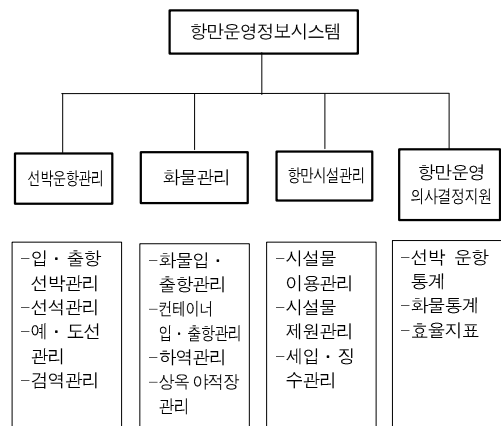 항만운영정보시스템
선박운항관리
화물관리
항만시설관리
항만운영
의사결정지원
-입·출항
선박관리
-선석관리
-예·도선
관리
-검역관리
-화물입·
출항관리
-컨테이너
입·출항관리
-하역관리
-상옥 야적장
관리
-시설물
이용관리
-시설물
제원관리
-세입·징
수관리
-선박 운항
통계
-화물통계
-효율지표